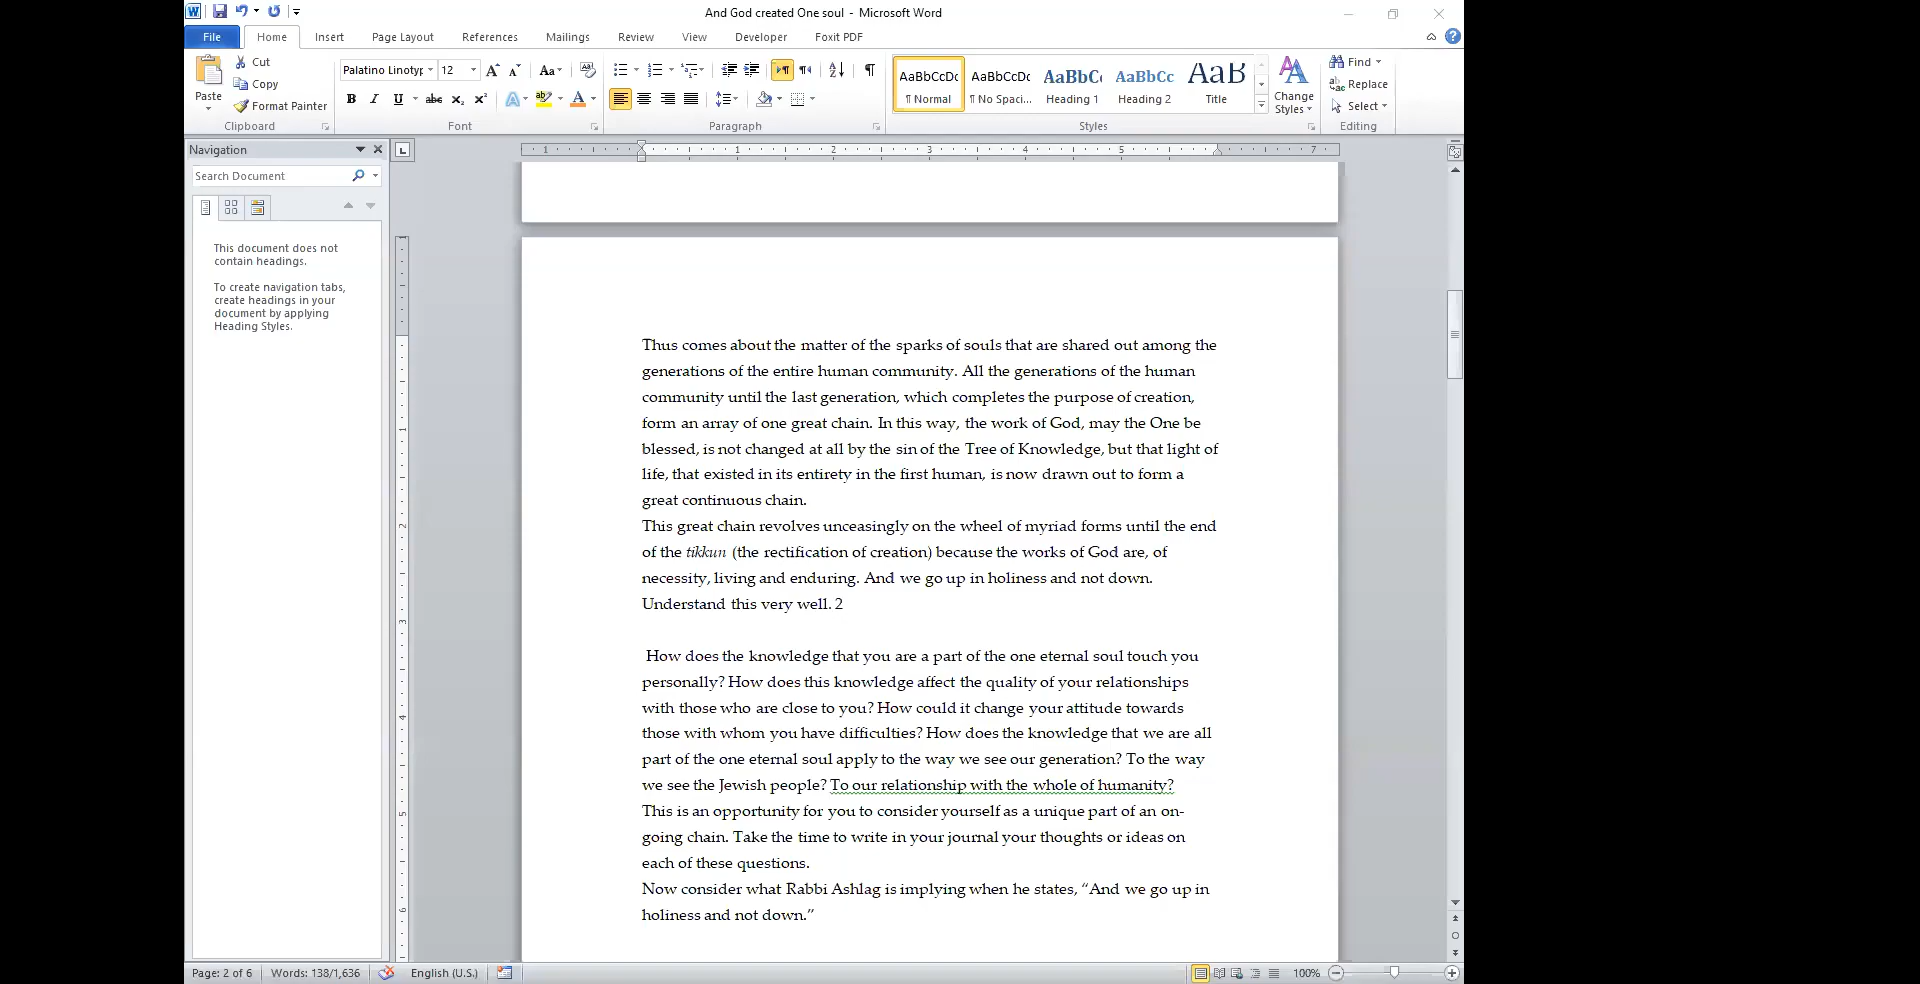 And God created One soul - Microsoft Word
File Home Insert Page Layout References Mailings Review View Developer Foxit PDF
Paste
Cut
Copy
Format Painter
Clipboard
Palatino Linotyp 12
Font
Paragraph
AaBbCcDc AaBbCcDc AaBbC AaBbCc AaB
¶ Normal ¶ No Spaci... Heading 1 Heading 2 Title
Change
Styles
Styles
Find
Replace
Select
Editing
Navigation
Search Document
This document does not
contain headings.
To create navigation tabs,
create headings in your
document by applying
Heading Styles.
1 1 2 3 4 5 7
Thus comes about the matter of the sparks of souls that are shared out among the
generations of the entire human community. All the generations of the human
community until the last generation, which completes the purpose of creation,
form an array of one great chain. In this way, the work of God, may the One be
blessed, is not changed at all by the sin of the Tree of Knowledge, but that light of
life, that existed in its entirety in the first human, is now drawn out to form a
great continuous chain.
This great chain revolves unceasingly on the wheel of myriad forms until the end
of the tikkun (the rectification of creation) because the works of God are, of
necessity, living and enduring. And we go up in holiness and not down.
Understand this very well. 2
How does the knowledge that you are a part of the one eternal soul touch you
personally? How does this knowledge affect the quality of your relationships
with those who are close to you? How could it change your attitude towards
those with whom you have difficulties? How does the knowledge that we are all
part of the one eternal soul apply to the way we see our generation? To the way
we see the Jewish people? To our relationship with the whole of humanity?
This is an opportunity for you to consider yourself as a unique part of an on-
going chain. Take the time to write in your journal your thoughts or ideas on
each of these questions.
Now consider what Rabbi Ashlag is implying when he states, “And we go up in
holiness and not down.”
Page: 2 of 6 Words: 138/1,636 English (U.S.) 100%